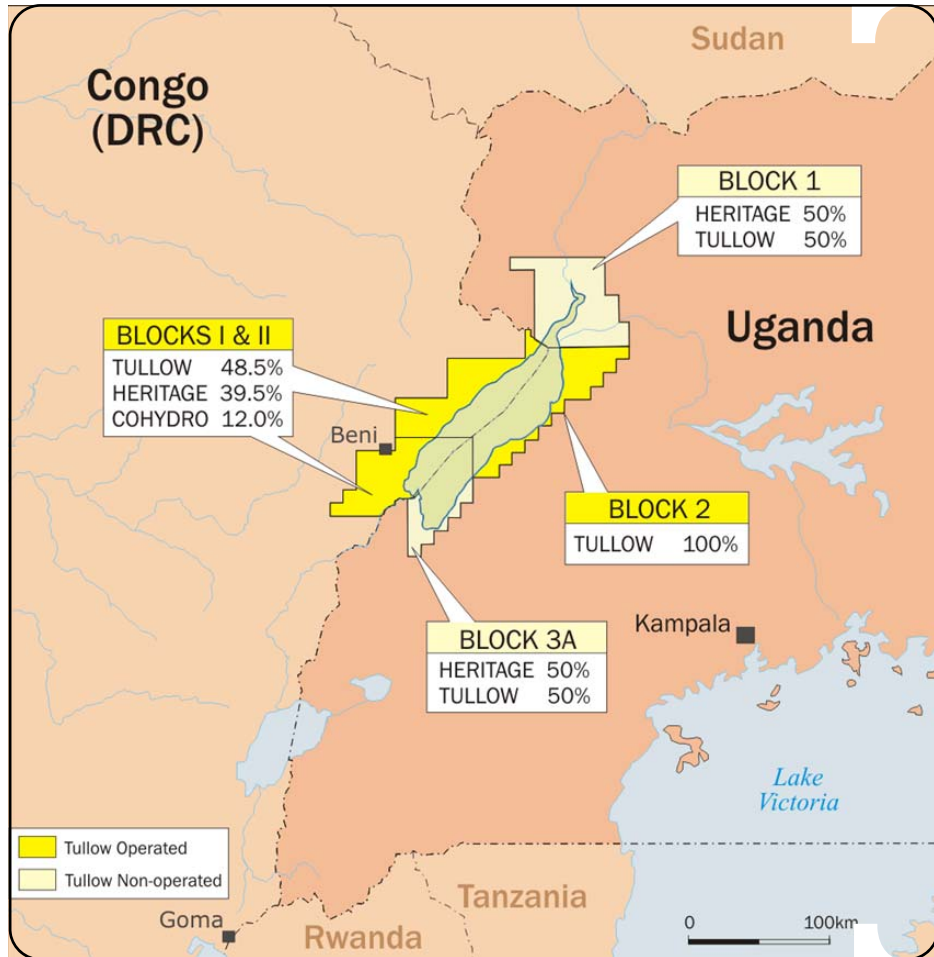 Sudan
Congo
(DRC)
BLOCK 1
HERITAGE 50%
TULLOW 50%
Uganda
BLOCKS I & II
TULLOW 48.5%
HERITAGE 39.5%
COHYDRO 12.0%
Beni
BLOCK 2
TULLOW 100%
Kampala
BLOCK 3A
HERITAGE 50%
TULLOW 50%
Lake
Victoria
Tullow Operated
Tullow Non-operated
Tanzania
Goma
Rwanda
0 100km